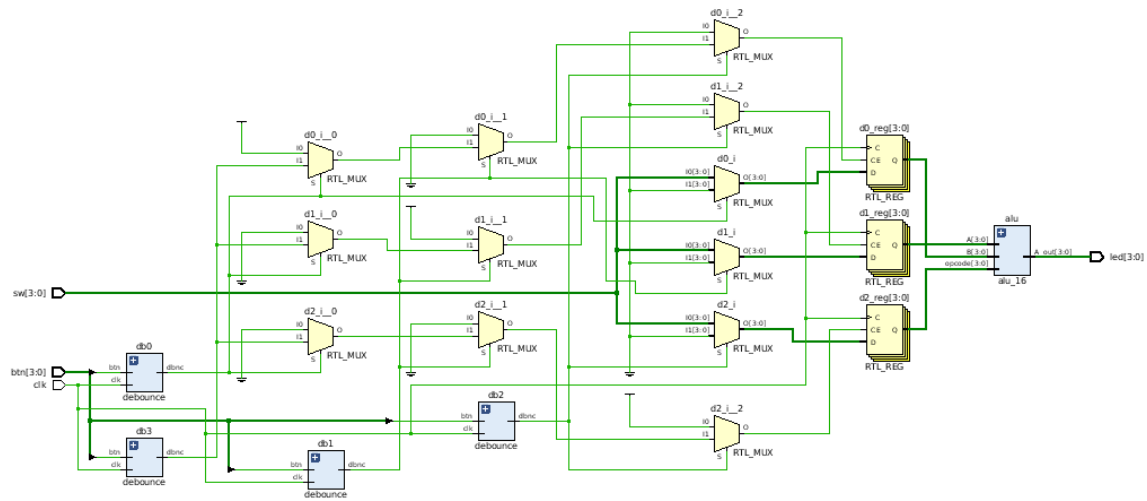 d0_i__2
I0
I1
O
S
RTL_MUX
d1_i__2
I0
I1
O
S
RTL_MUX
d0_i__0
I0
I1
O
S
RTL_MUX
d0_i__1
I0
I1
O
S
RTL_MUX
d0_i
I0[3:0]
I1[3:0]
O[3:0]
S
RTL_MUX
d0_reg[3:0]
C
CE
D
Q
RTL_REG
d1_i__0
I0
I1
O
S
RTL_MUX
d1_i__1
I0
I1
O
S
RTL_MUX
d1_i
I0[3:0]
I1[3:0]
O[3:0]
S
RTL_MUX
d1_reg[3:0]
C
CE
D
Q
RTL_REG
alu
A[3:0]
B[3:0]
opcode[3:0]
A_out[3:0]
alu_16
led[3:0]
sw[3:0]
d2_i__0
I0
I1
O
S
RTL_MUX
d2_i__1
I0
I1
O
S
RTL_MUX
d2_i
I0[3:0]
I1[3:0]
O[3:0]
S
RTL_MUX
d2_reg[3:0]
C
CE
D
Q
RTL_REG
btn[3:0]
clk
db0
btn
clk
dbnc
debounce
db2
btn
clk
dbnc
debounce
d2_i__2
I0
I1
O
S
RTL_MUX
db3
btn
clk
dbnc
debounce
db1
btn
clk
dbnc
debounce